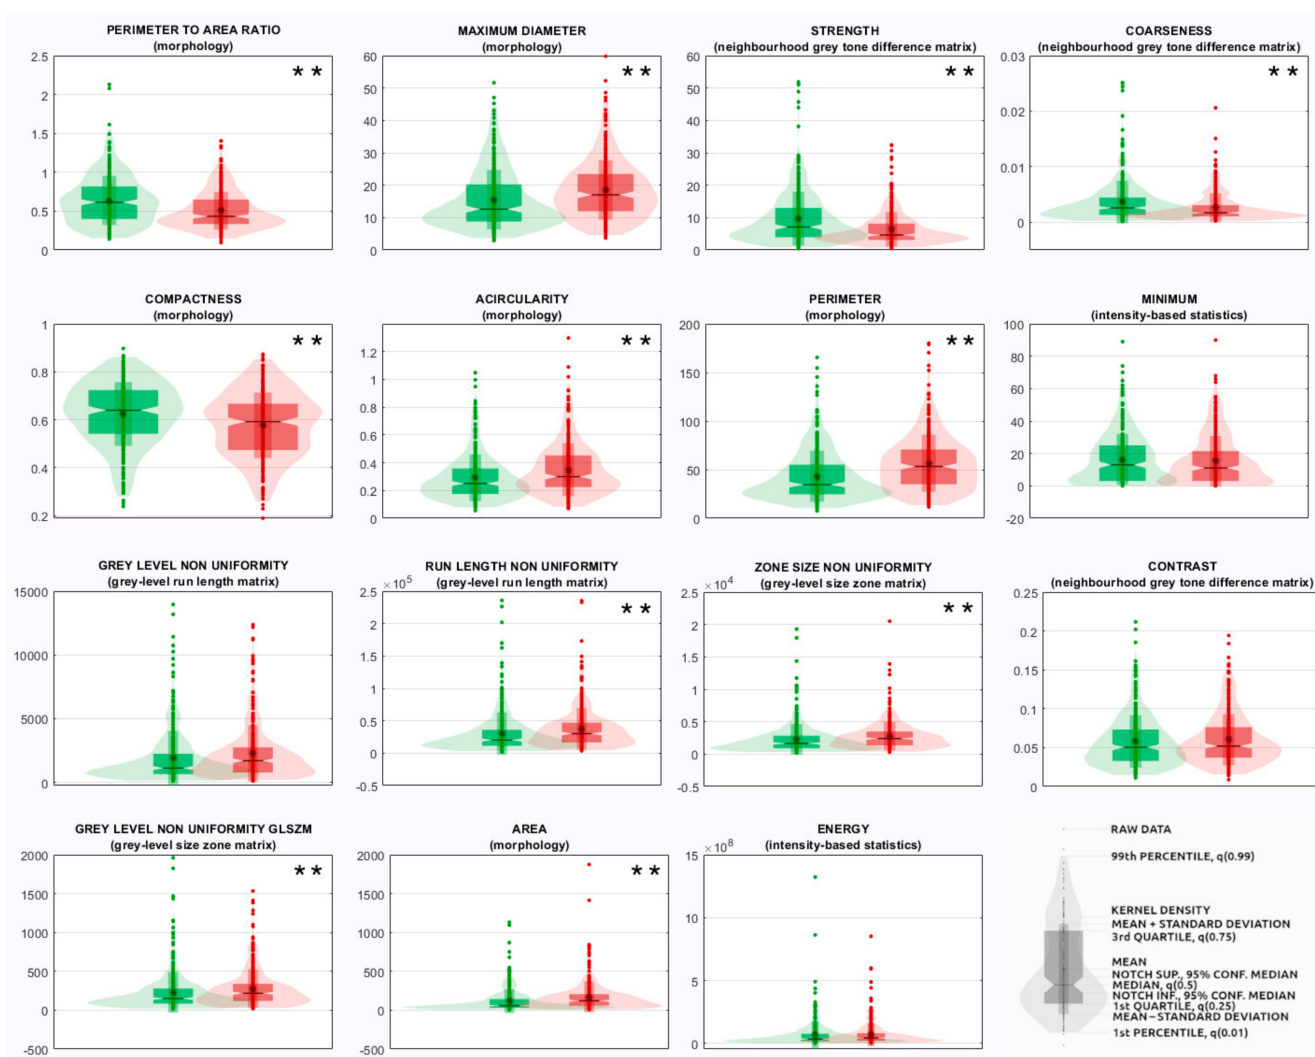 PERIMETER TO AREA RATIO
(morphology)
2.5
2
1.5
1
0.5
0
* *
MAXIMUM DIAMETER
(morphology)
60
50
40
30
20
10
0
* *
STRENGTH
(neighbourhood grey tone difference matrix)
60
50
40
30
20
10
0
* *
COARSENESS
(neighbourhood grey tone difference matrix)
0.03
0.02
0.01
0
* *
COMPACTNESS
(morphology)
1
0.8
0.6
0.4
0.2
* *
ACIRCULARITY
(morphology)
1.2
1
0.8
0.6
0.4
0.2
0
* *
PERIMETER
(morphology)
200
150
100
50
0
* *
MINIMUM
(intensity-based statistics)
100
80
60
40
20
0
-20
GREY LEVEL NON UNIFORMITY
(grey-level run length matrix)
15000
10000
5000
0
RUN LENGTH NON UNIFORMITY
(grey-level run length matrix)
×10⁵
2.5
2
1.5
1
0.5
0
-0.5
* *
ZONE SIZE NON UNIFORMITY
(grey-level size zone matrix)
×10⁴
2.5
2
1.5
1
0.5
0
-0.5
* *
CONTRAST
(neighbourhood grey tone difference matrix)
0.25
0.2
0.15
0.1
0.05
0
GREY LEVEL NON UNIFORMITY GLSZM
(grey-level size zone matrix)
2000
1500
1000
500
0
-500
* *
AREA
(morphology)
2000
1500
1000
500
0
-500
* *
ENERGY
(intensity-based statistics)
×10⁸
15
10
5
0
RAW DATA
99th PERCENTILE, q(0.99)
KERNEL DENSITY
MEAN + STANDARD DEVIATION
3rd QUARTILE, q(0.75)
MEAN
NOTCH SUP., 95% CONF. MEDIAN
MEDIAN, q(0.5)
NOTCH INF., 95% CONF. MEDIAN
1st QUARTILE, q(0.25)
MEAN−STANDARD DEVIATION
1st PERCENTILE, q(0.01)